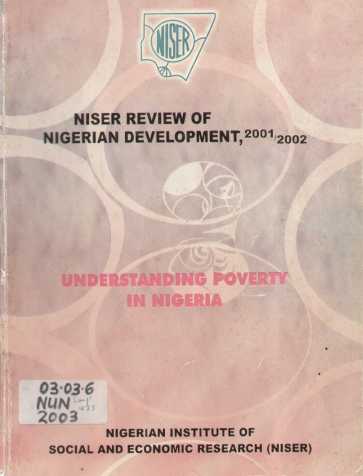 NISER
NISER REVIEW OF
NIGERIAN DEVELOPMENT, 2001/2002
UNDERSTANDING POVERTY
IN NIGERIA
03.03.6
NUN
2003
NIGERIAN INSTITUTE OF
SOCIAL AND ECONOMIC RESEARCH (NISER)